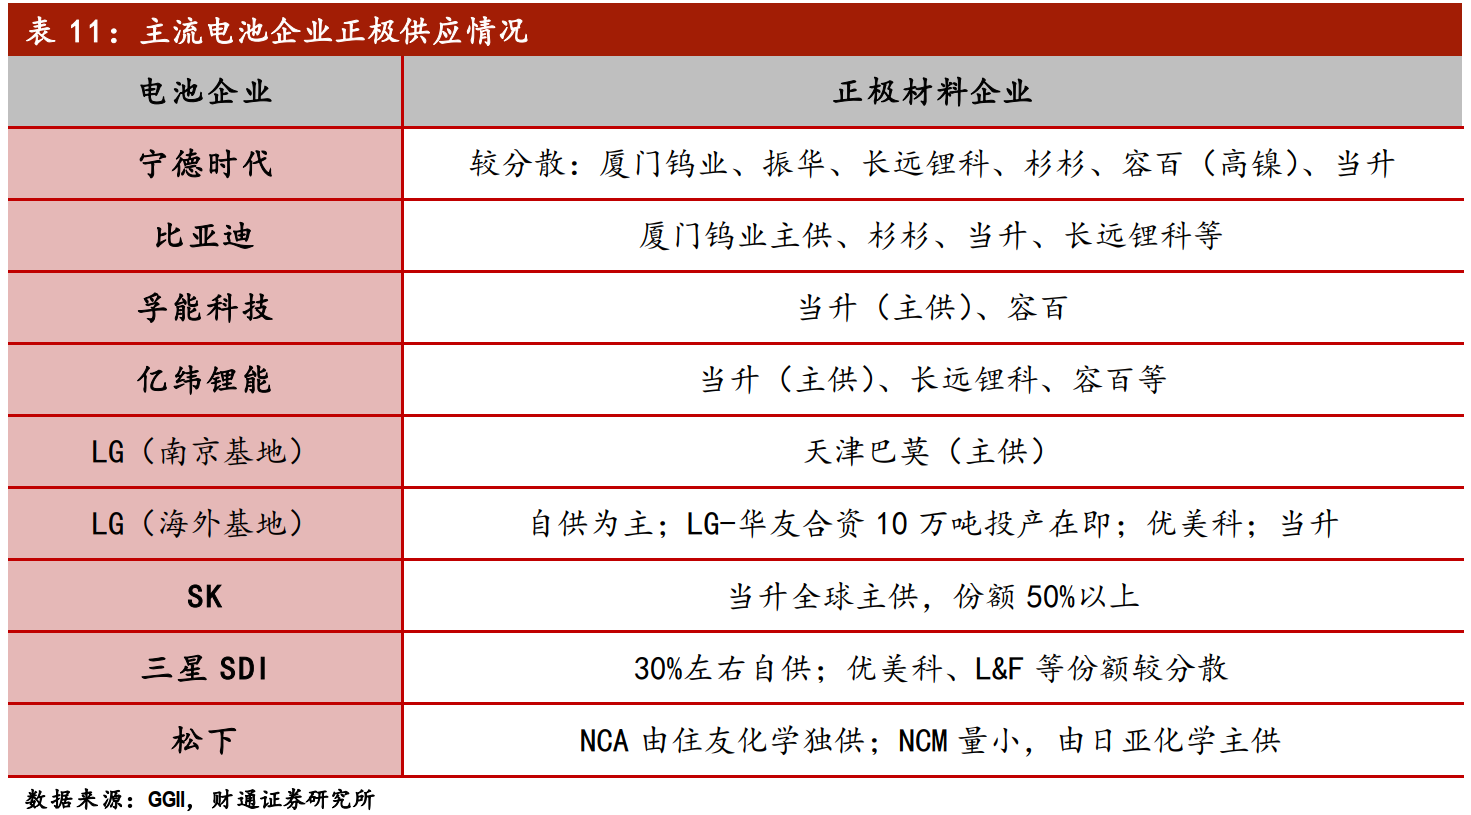 表 11：主流电池企业正极供应情况
电池企业 正极材料企业
宁德时代 较分散：厦门钨业、振华、长远锂科、杉杉、容百（高镍）、当升
比亚迪 厦门钨业主供、杉杉、当升、长远锂科等
孚能科技 当升（主供）、容百
亿纬锂能 当升（主供）、长远锂科、容百等
LG（南京基地） 天津巴莫（主供）
LG（海外基地） 自供为主；LG-华友合资 10 万吨投产在即；优美科；当升
SK 当升全球主供，份额 50%以上
三星 SDI 30%左右自供；优美科、L&F 等份额较分散
松下 NCA 由住友化学独供；NCM 量小，由日亚化学主供
数据来源：GGII，财通证券研究所